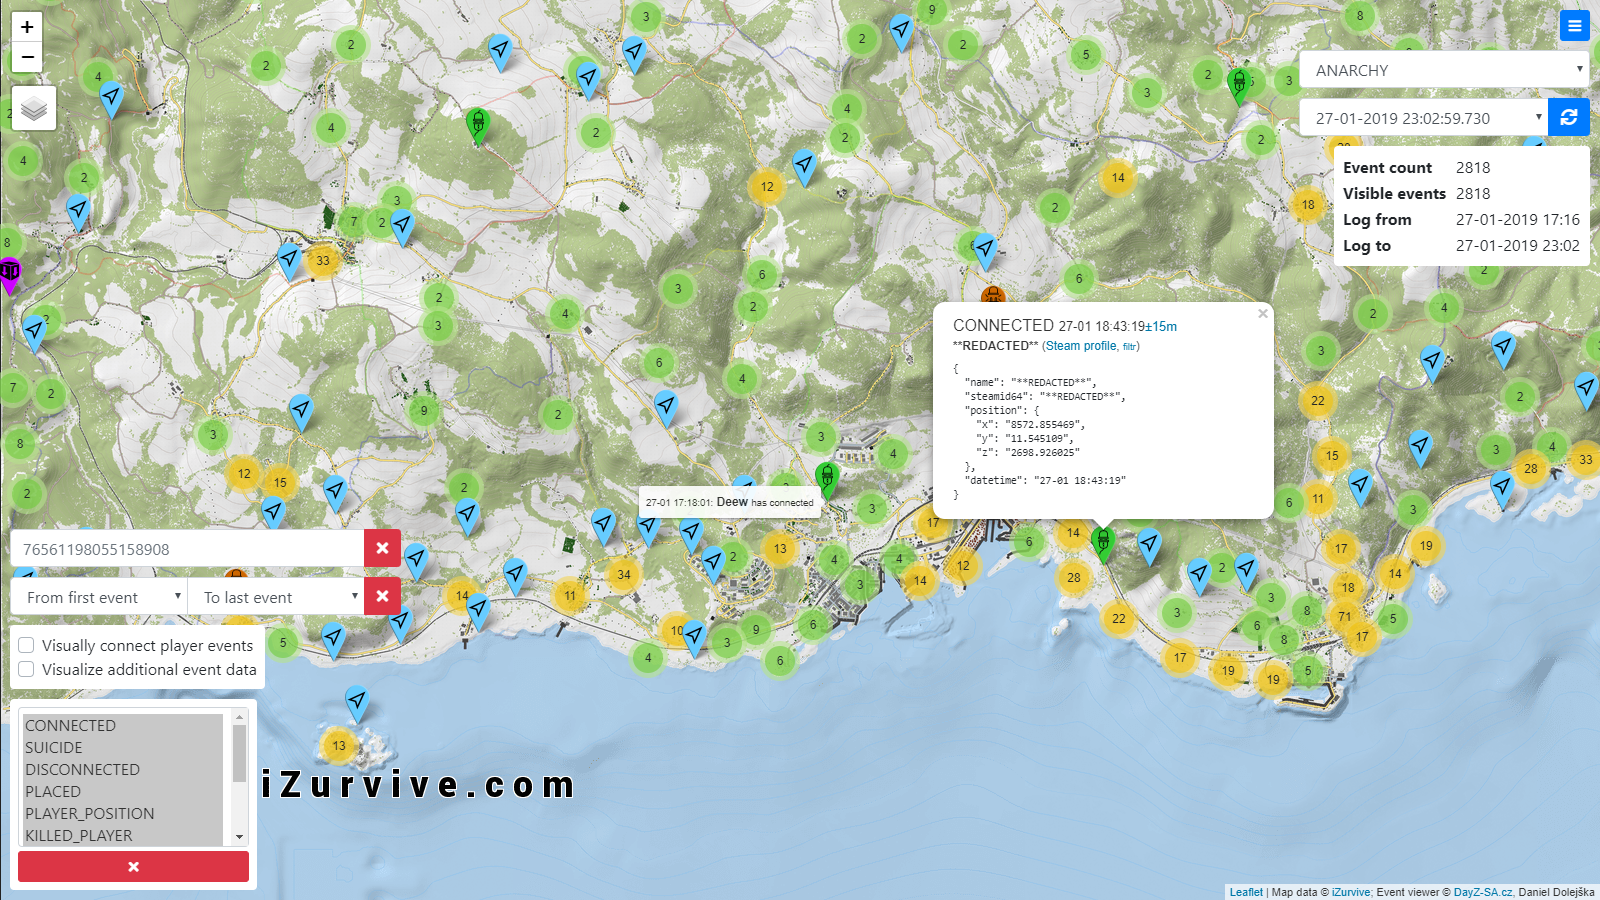 +
−
ANARCHY
27-01-2019 23:02:59.730
Event count 2818
Visible events 2818
Log from 27-01-2019 17:16
Log to 27-01-2019 23:02
×
CONNECTED 27-01 18:43:19±15m
**REDACTED** (Steam profile, filtr)
{
"name": "**REDACTED**",
"steamid64": "**REDACTED**",
"position": {
"x": "8572.855469",
"y": "11.545109",
"z": "2698.926025"
},
"datetime": "27-01 18:43:19"
}
27-01 17:18:01: Deew has connected
76561198055158908
From first event
To last event
Visually connect player events
Visualize additional event data
CONNECTED
SUICIDE
DISCONNECTED
PLACED
PLAYER_POSITION
KILLED_PLAYER
iZurvive.com
Leaflet | Map data © iZurvive; Event viewer © DayZ-SA.cz, Daniel Dolejška